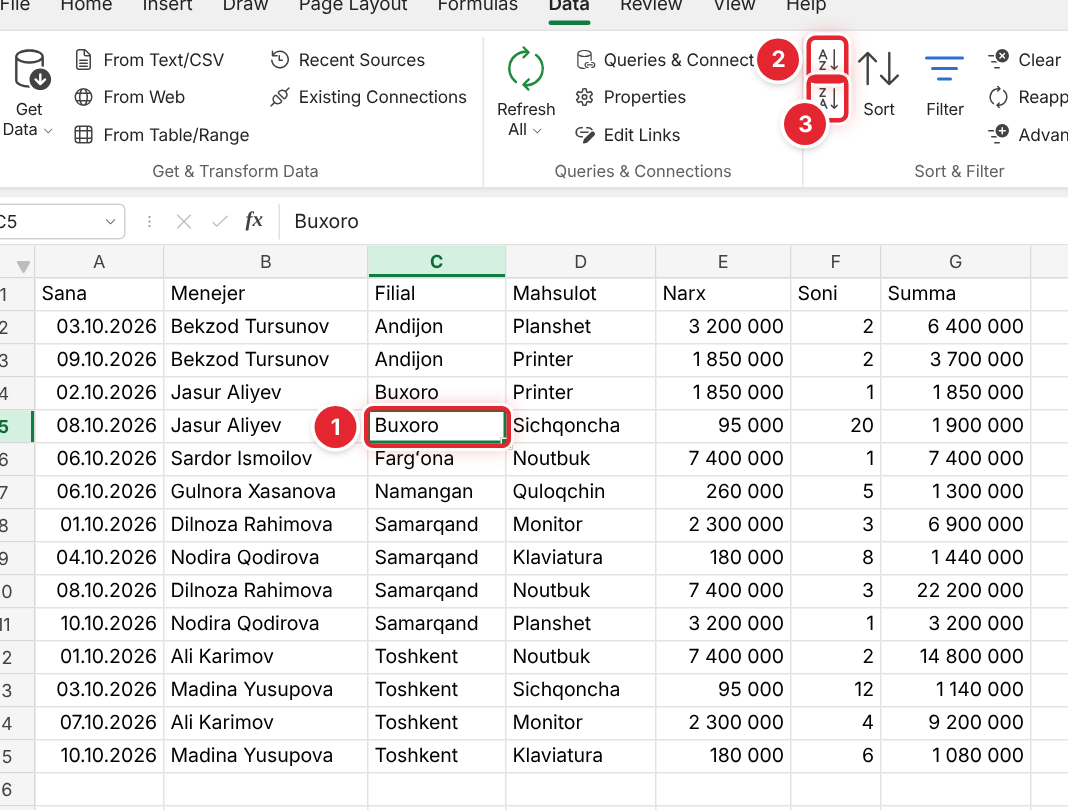 File Home Insert Draw Page Layout Formulas Data Review View Help
From Text/CSV Recent Sources Queries & Connect 2 A Z Clear
Get Data From Web Existing Connections Refresh All Properties 3 Z A Sort Filter Reapp
From Table/Range Edit Links Advan
Get & Transform Data Queries & Connections Sort & Filter
C5 fx Buxoro
A B C D E F G
1 Sana Menejer Filial Mahsulot Narx Soni Summa
2 03.10.2026 Bekzod Tursunov Andijon Planshet 3 200 000 2 6 400 000
3 09.10.2026 Bekzod Tursunov Andijon Printer 1 850 000 2 3 700 000
4 02.10.2026 Jasur Aliyev Buxoro Printer 1 850 000 1 1 850 000
5 08.10.2026 Jasur Aliyev 1 Buxoro Sichqoncha 95 000 20 1 900 000
6 06.10.2026 Sardor Ismoilov Fargʻona Noutbuk 7 400 000 1 7 400 000
7 06.10.2026 Gulnora Xasanova Namangan Quloqchin 260 000 5 1 300 000
8 01.10.2026 Dilnoza Rahimova Samarqand Monitor 2 300 000 3 6 900 000
9 04.10.2026 Nodira Qodirova Samarqand Klaviatura 180 000 8 1 440 000
0 08.10.2026 Dilnoza Rahimova Samarqand Noutbuk 7 400 000 3 22 200 000
11 10.10.2026 Nodira Qodirova Samarqand Planshet 3 200 000 1 3 200 000
2 01.10.2026 Ali Karimov Toshkent Noutbuk 7 400 000 2 14 800 000
3 03.10.2026 Madina Yusupova Toshkent Sichqoncha 95 000 12 1 140 000
4 07.10.2026 Ali Karimov Toshkent Monitor 2 300 000 4 9 200 000
5 10.10.2026 Madina Yusupova Toshkent Klaviatura 180 000 6 1 080 000
6